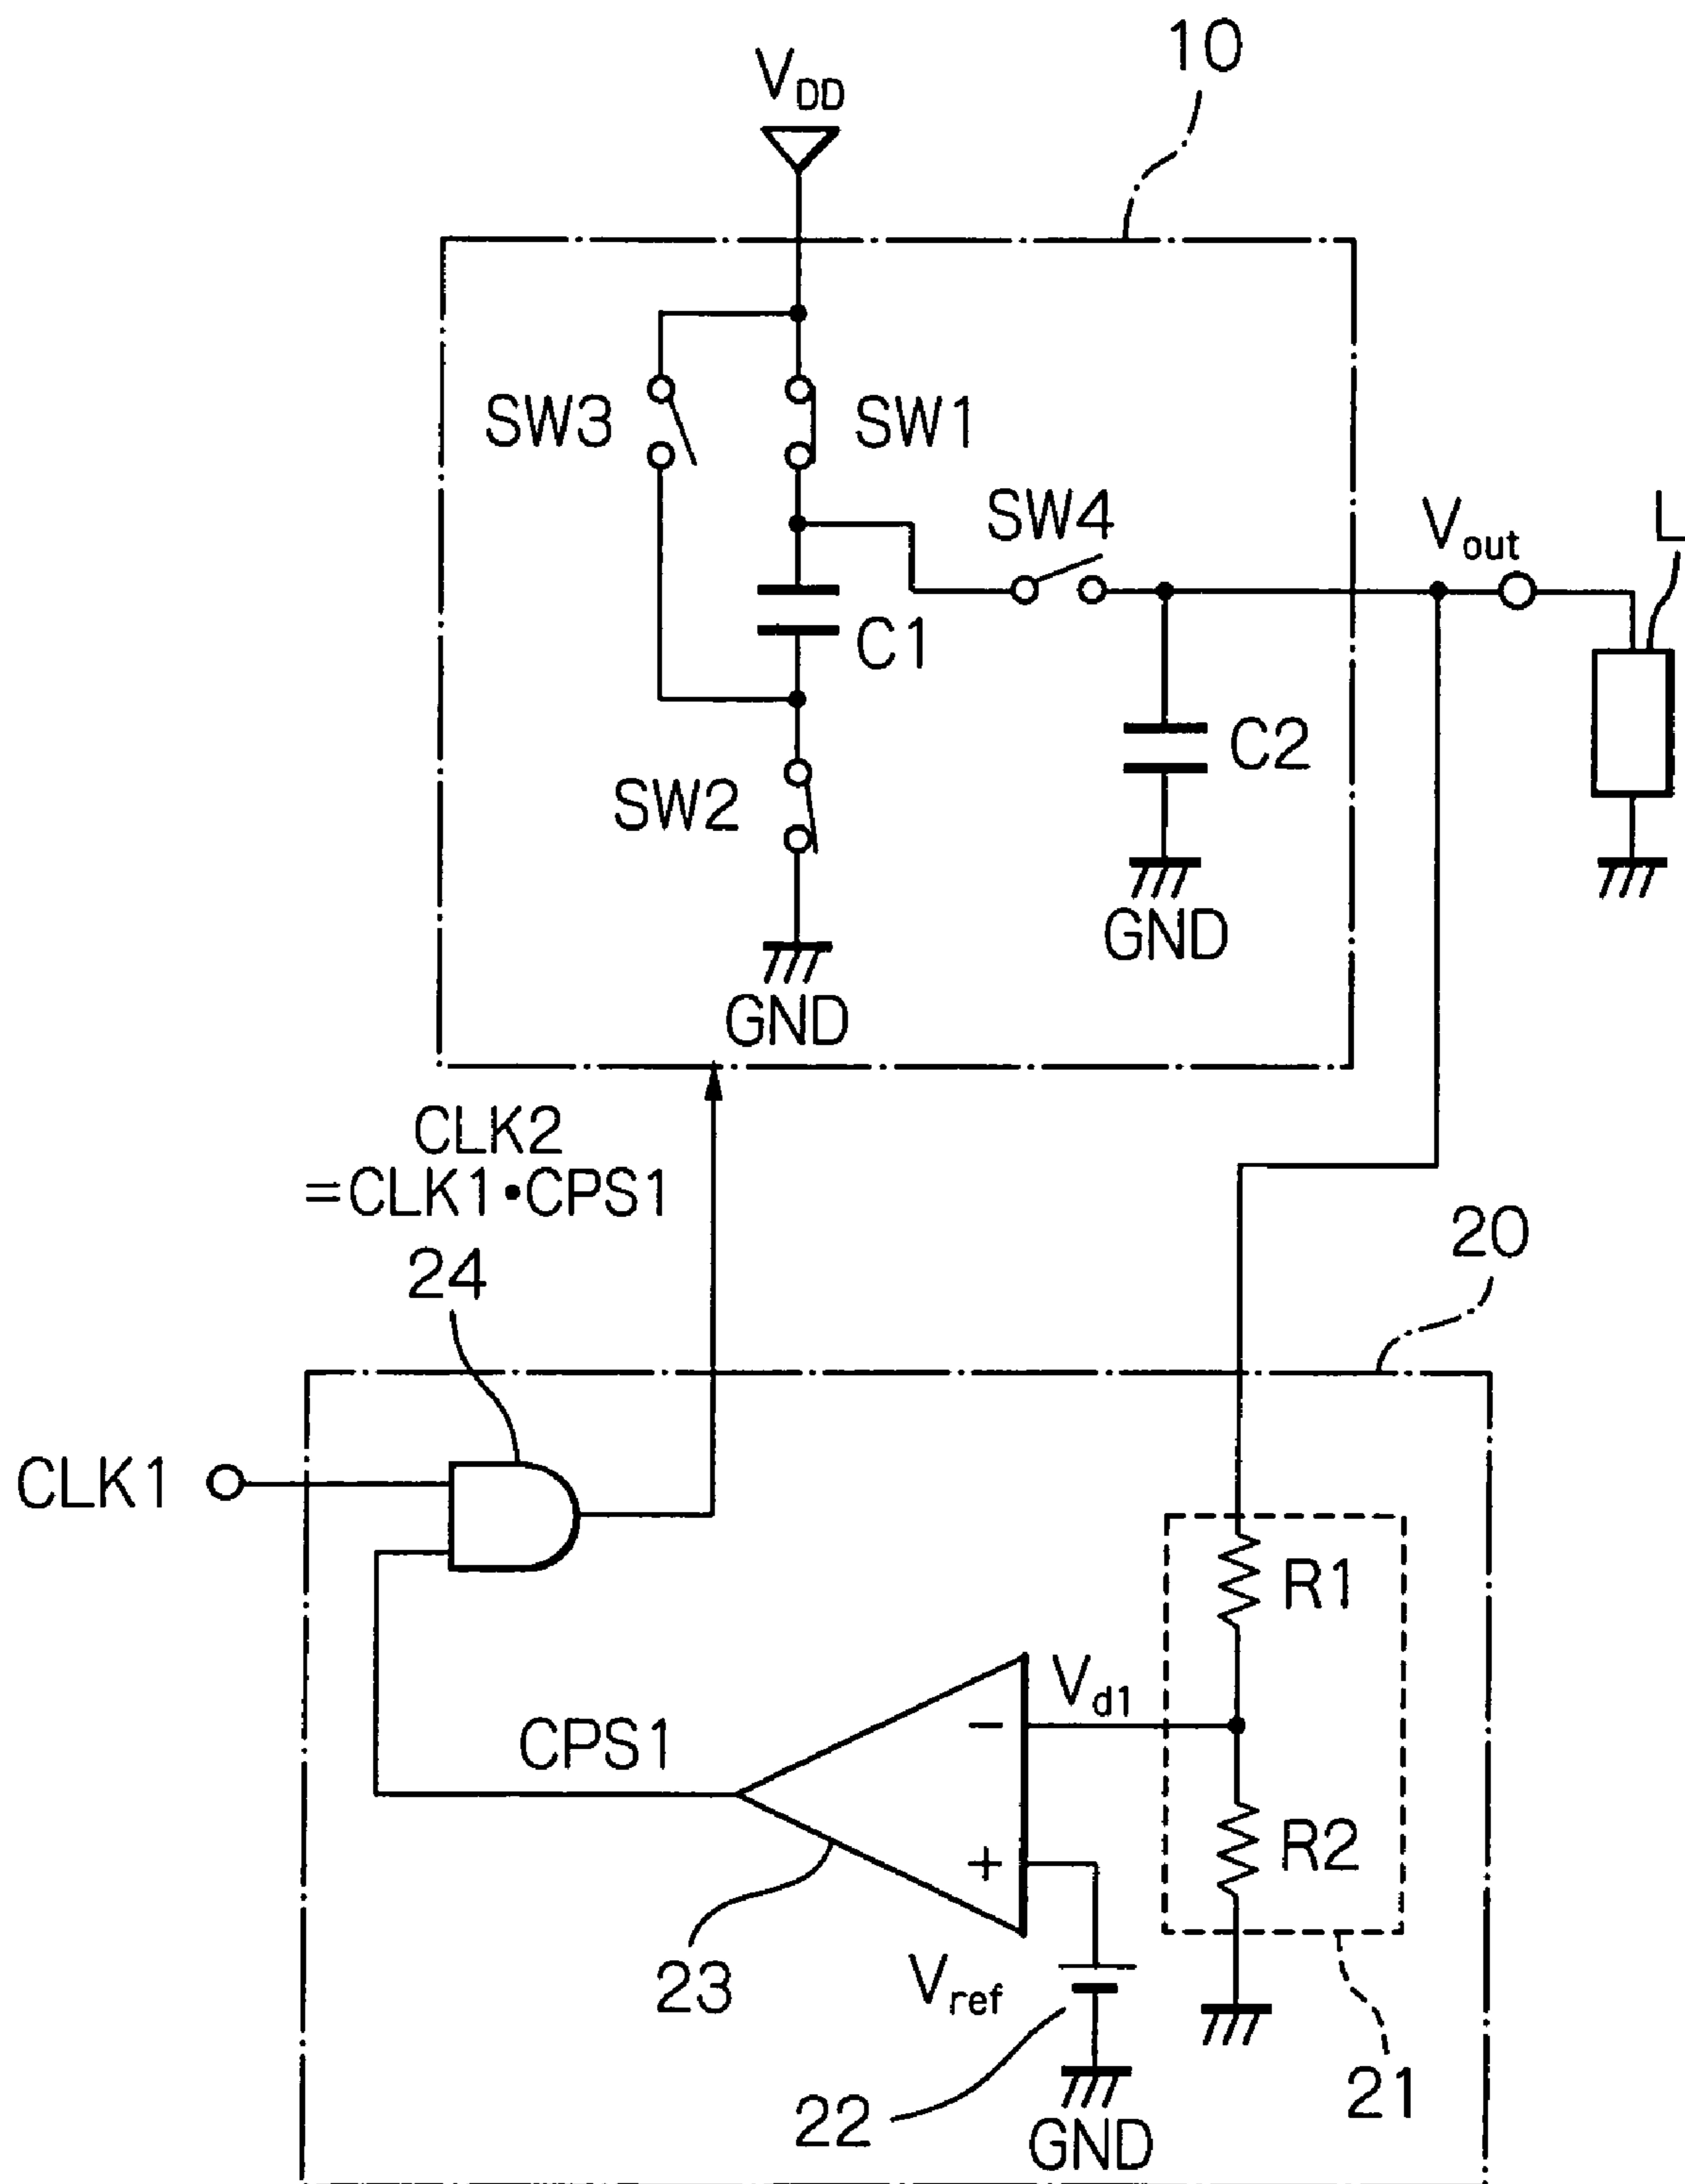 10
VDD
SW3
SW1
SW4
Vout
L
C1
C2
SW2
GND
GND
CLK2
=CLK1•CPS1
20
24
CLK1
R1
Vd1
−
CPS1
R2
+
23
Vref
22
21
GND